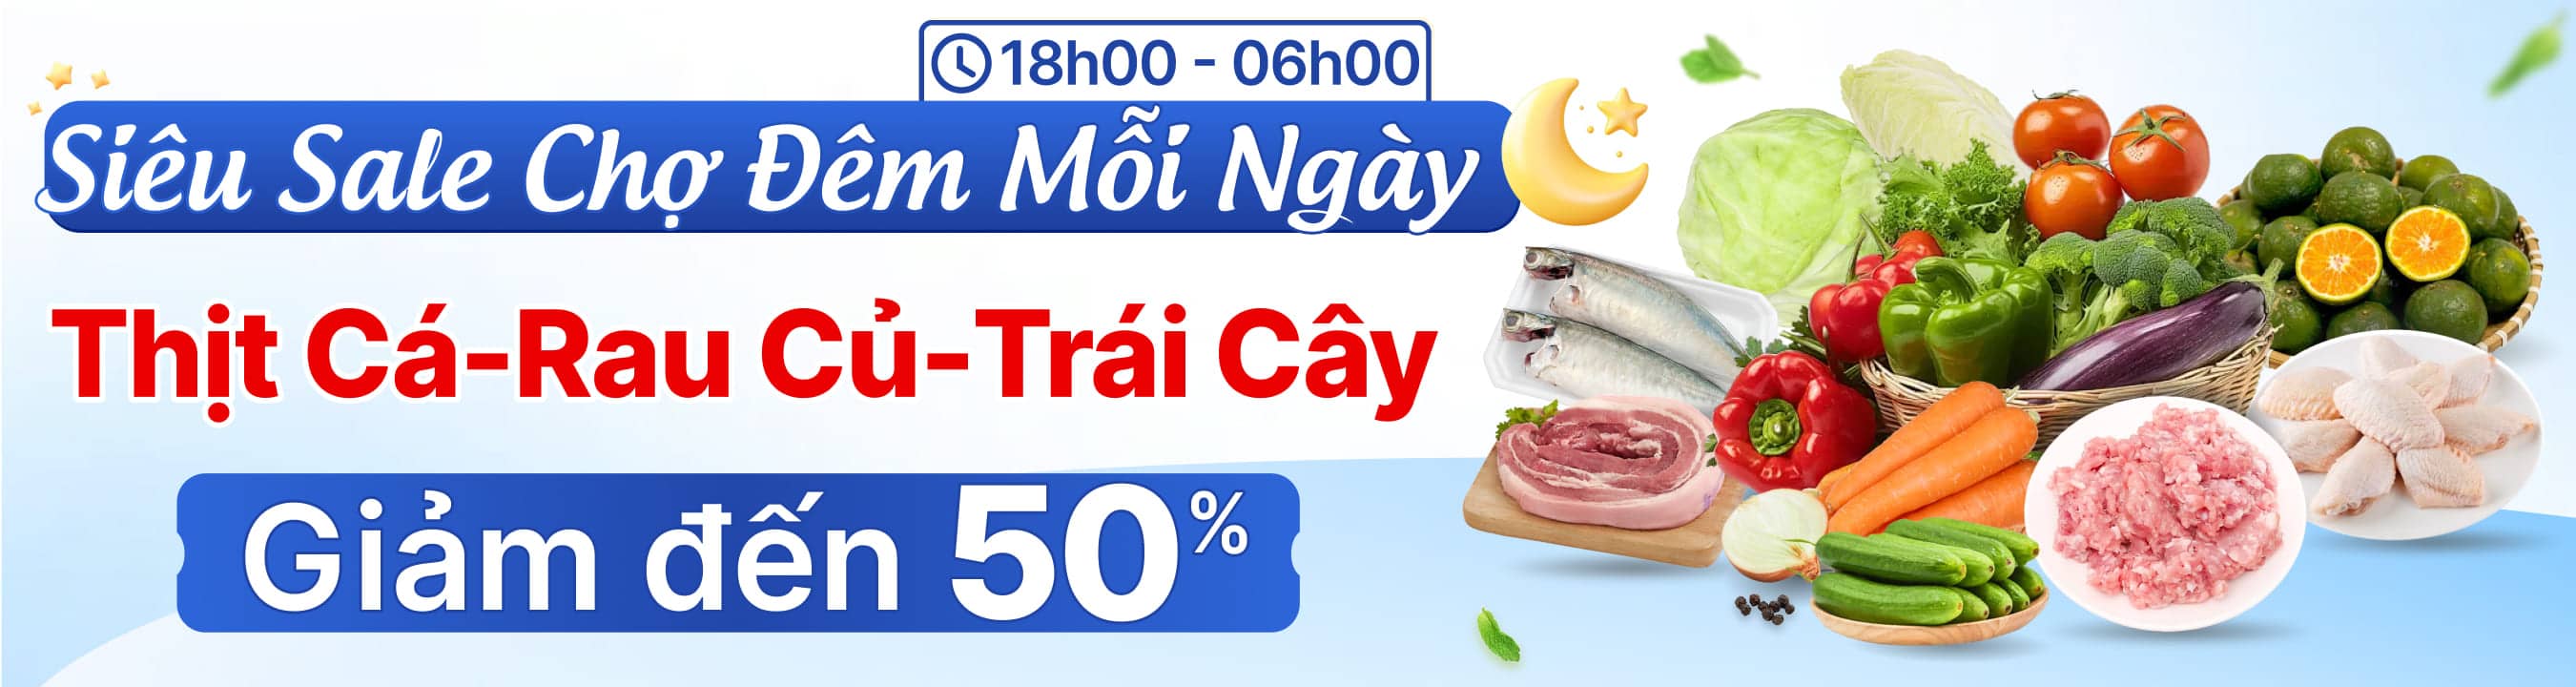 18h00 - 06h00
Siêu Sale Chợ Đêm Mỗi Ngày
Thịt Cá-Rau Củ-Trái Cây
Giảm đến 50%